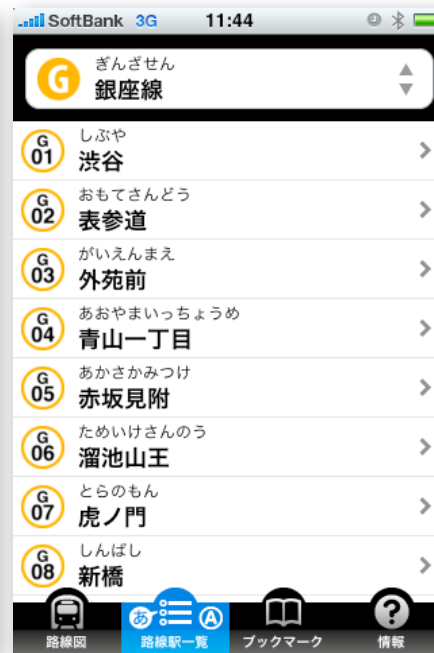 SoftBank 3G 11:44
G
ぎんざせん
銀座線
G 01
しぶや
渋谷
G 02
おもてさんどう
表参道
G 03
がいえんまえ
外苑前
G 04
あおやまいっちょうめ
青山一丁目
G 05
あかさかみつけ
赤坂見附
G 06
ためいけさんのう
溜池山王
G 07
とらのもん
虎ノ門
G 08
しんばし
新橋
あ A ?
路線図 路線駅一覧 ブックマーク 情報